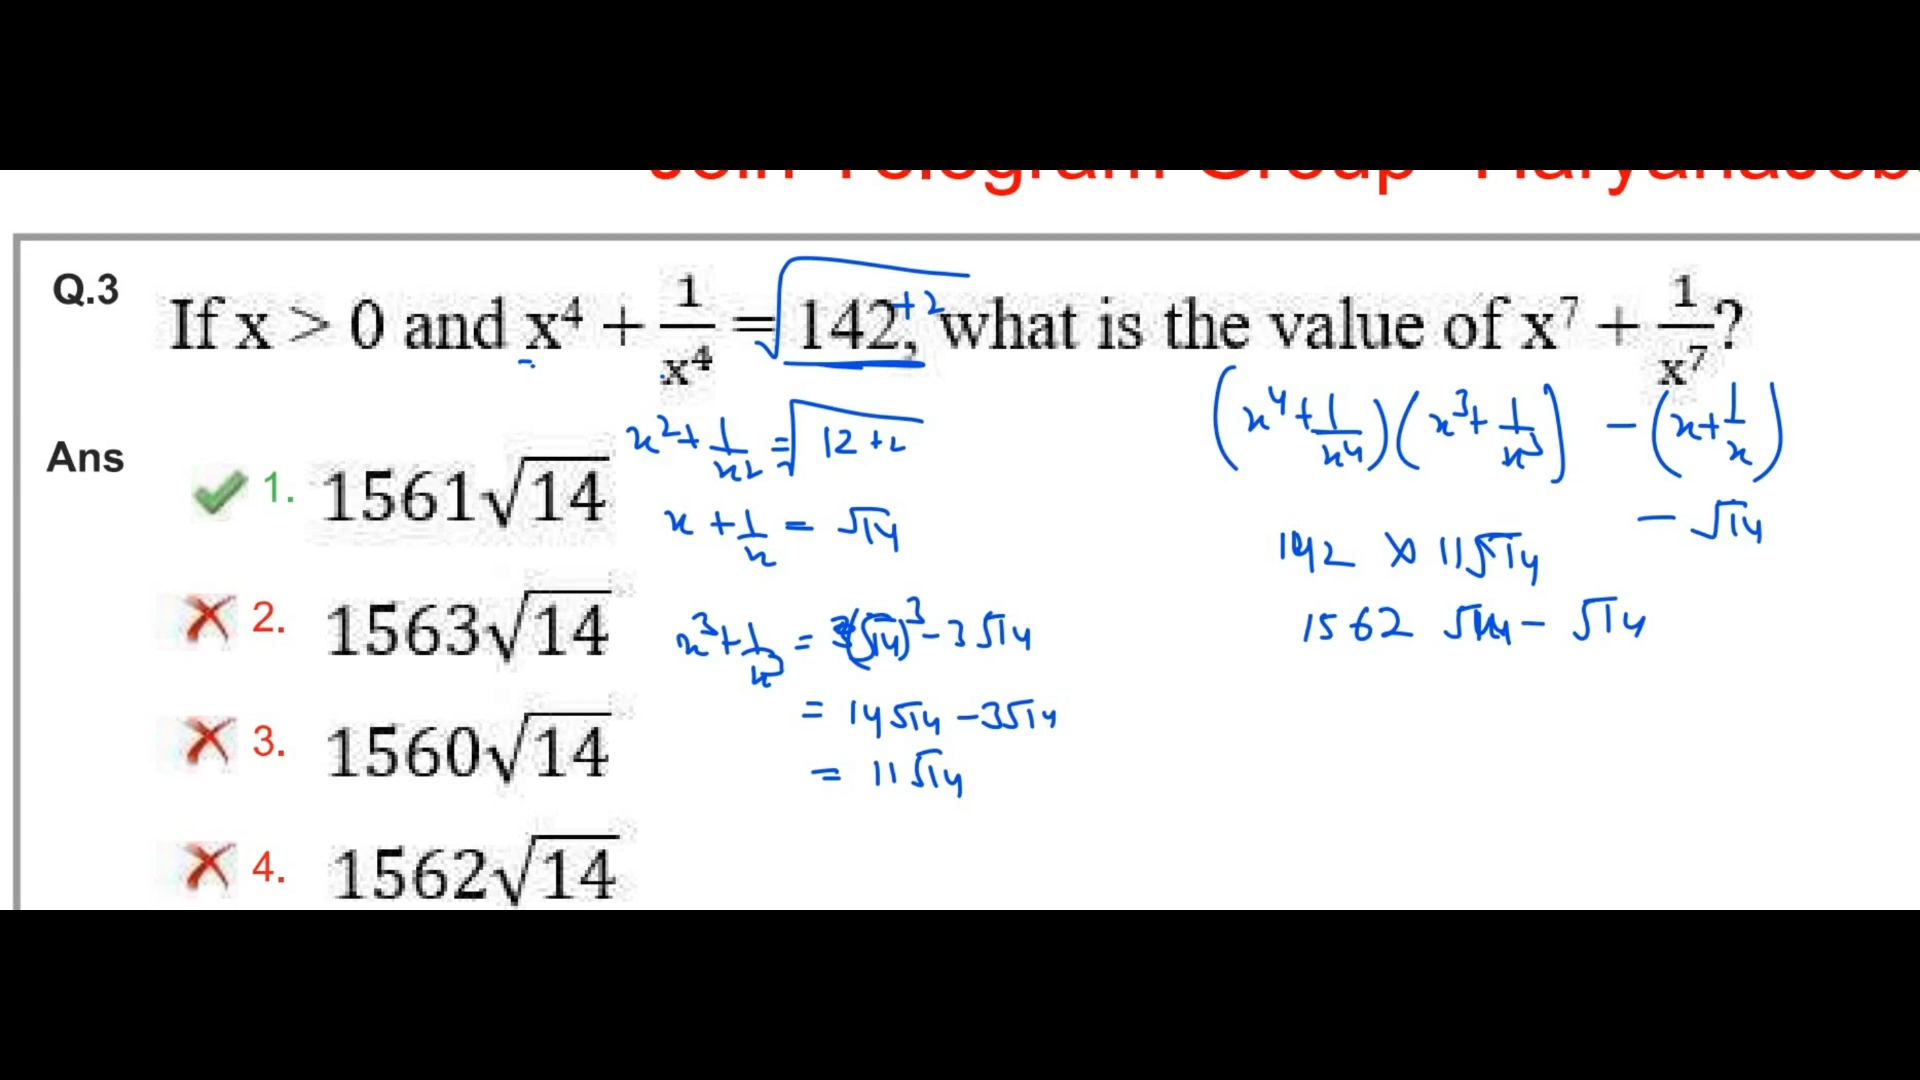 Join Telegram Group
Q.3 If x > 0 and x⁴ + 1/x⁴ = √142+2, what is the value of x⁷ + 1/x⁷?
(x⁴+1/x⁴)(x³+1/x³) - (x+1/x)
Ans
x²+1/x² = √12+2
1. 1561√14
x + 1/x = √14
- √14
142 × 11√14
2. 1563√14
x³+1/x³ = (√14)³-3√14
1562 √14 - √14
= 14√14 -3√14
3. 1560√14
= 11√14
4. 1562√14